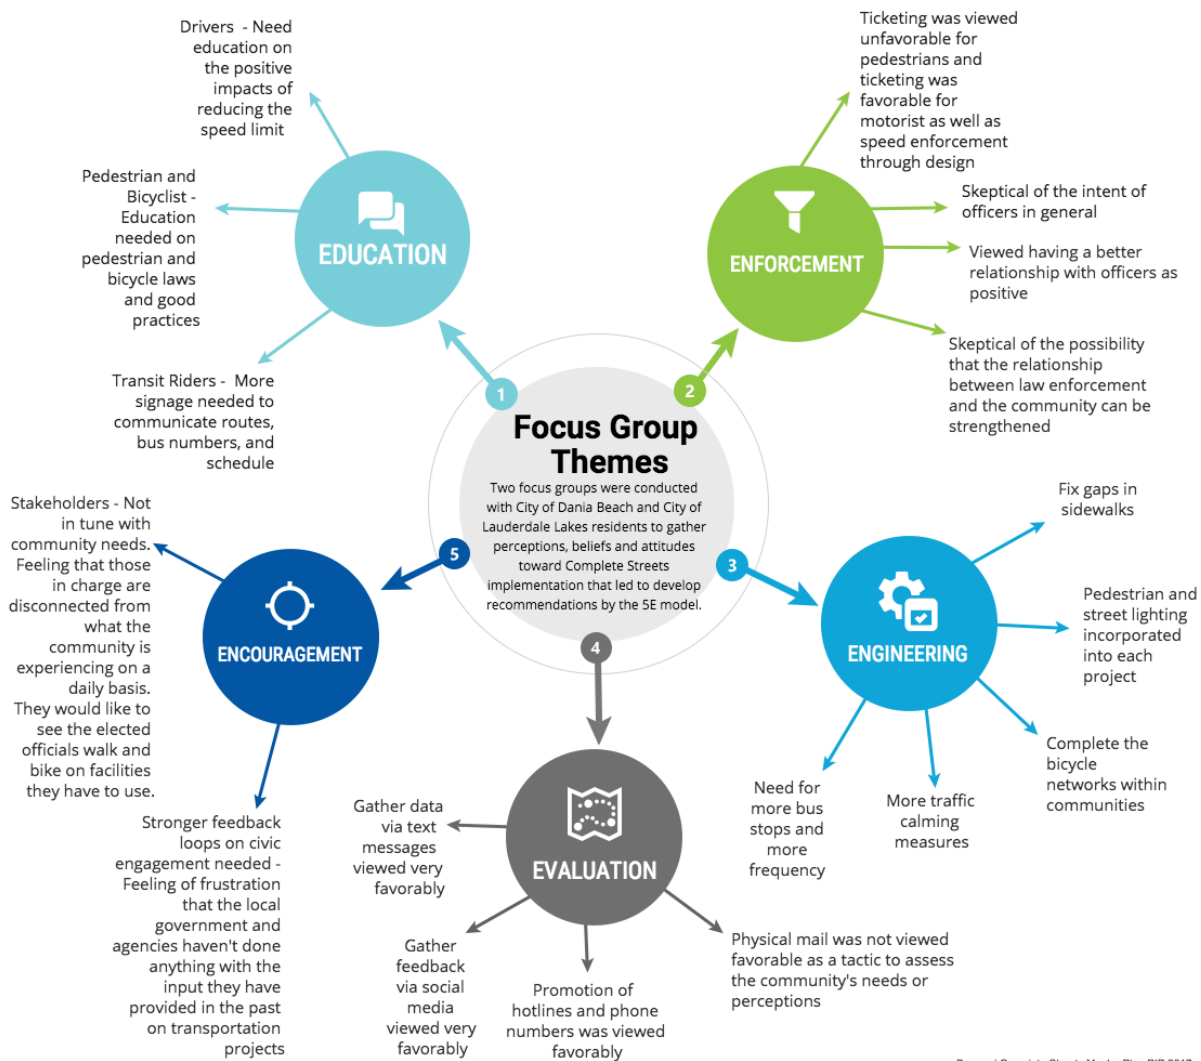 Focus Group
Themes
Two focus groups were conducted
with City of Dania Beach and City of
Lauderdale Lakes residents to gather
perceptions, beliefs and attitudes
toward Complete Streets
implementation that led to develop
recommendations by the 5E model.
1
EDUCATION
Drivers - Need
education on
the positive
impacts of
reducing the
speed limit
Pedestrian and
Bicyclist -
Education
needed on
pedestrian and
bicycle laws
and good
practices
Transit Riders - More
signage needed to
communicate routes,
bus numbers, and
schedule
2
ENFORCEMENT
Ticketing was viewed
unfavorable for
pedestrians and
ticketing was
favorable for
motorist as well as
speed enforcement
through design
Skeptical of the intent of
officers in general
Viewed having a better
relationship with officers as
positive
Skeptical of the possibility
that the relationship
between law enforcement
and the community can be
strengthened
3
ENGINEERING
Fix gaps in
sidewalks
Pedestrian and
street lighting
incorporated
into each
project
Complete the
bicycle
networks within
communities
More traffic
calming
measures
Need for
more bus
stops and
more
frequency
4
EVALUATION
Gather data
via text
messages
viewed very
favorably
Gather
feedback
via social
media
viewed very
favorably
Promotion of
hotlines and phone
numbers was viewed
favorably
Physical mail was not viewed
favorable as a tactic to assess
the community's needs or
perceptions
5
ENCOURAGEMENT
Stakeholders - Not
in tune with
community needs.
Feeling that those
in charge are
disconnected from
what the
community is
experiencing on a
daily basis.
They would like to
see the elected
officials walk and
bike on facilities
they have to use.
Stronger feedback
loops on civic
engagement needed -
Feeling of frustration
that the local
government and
agencies haven't done
anything with the
input they have
provided in the past
on transportation
projects